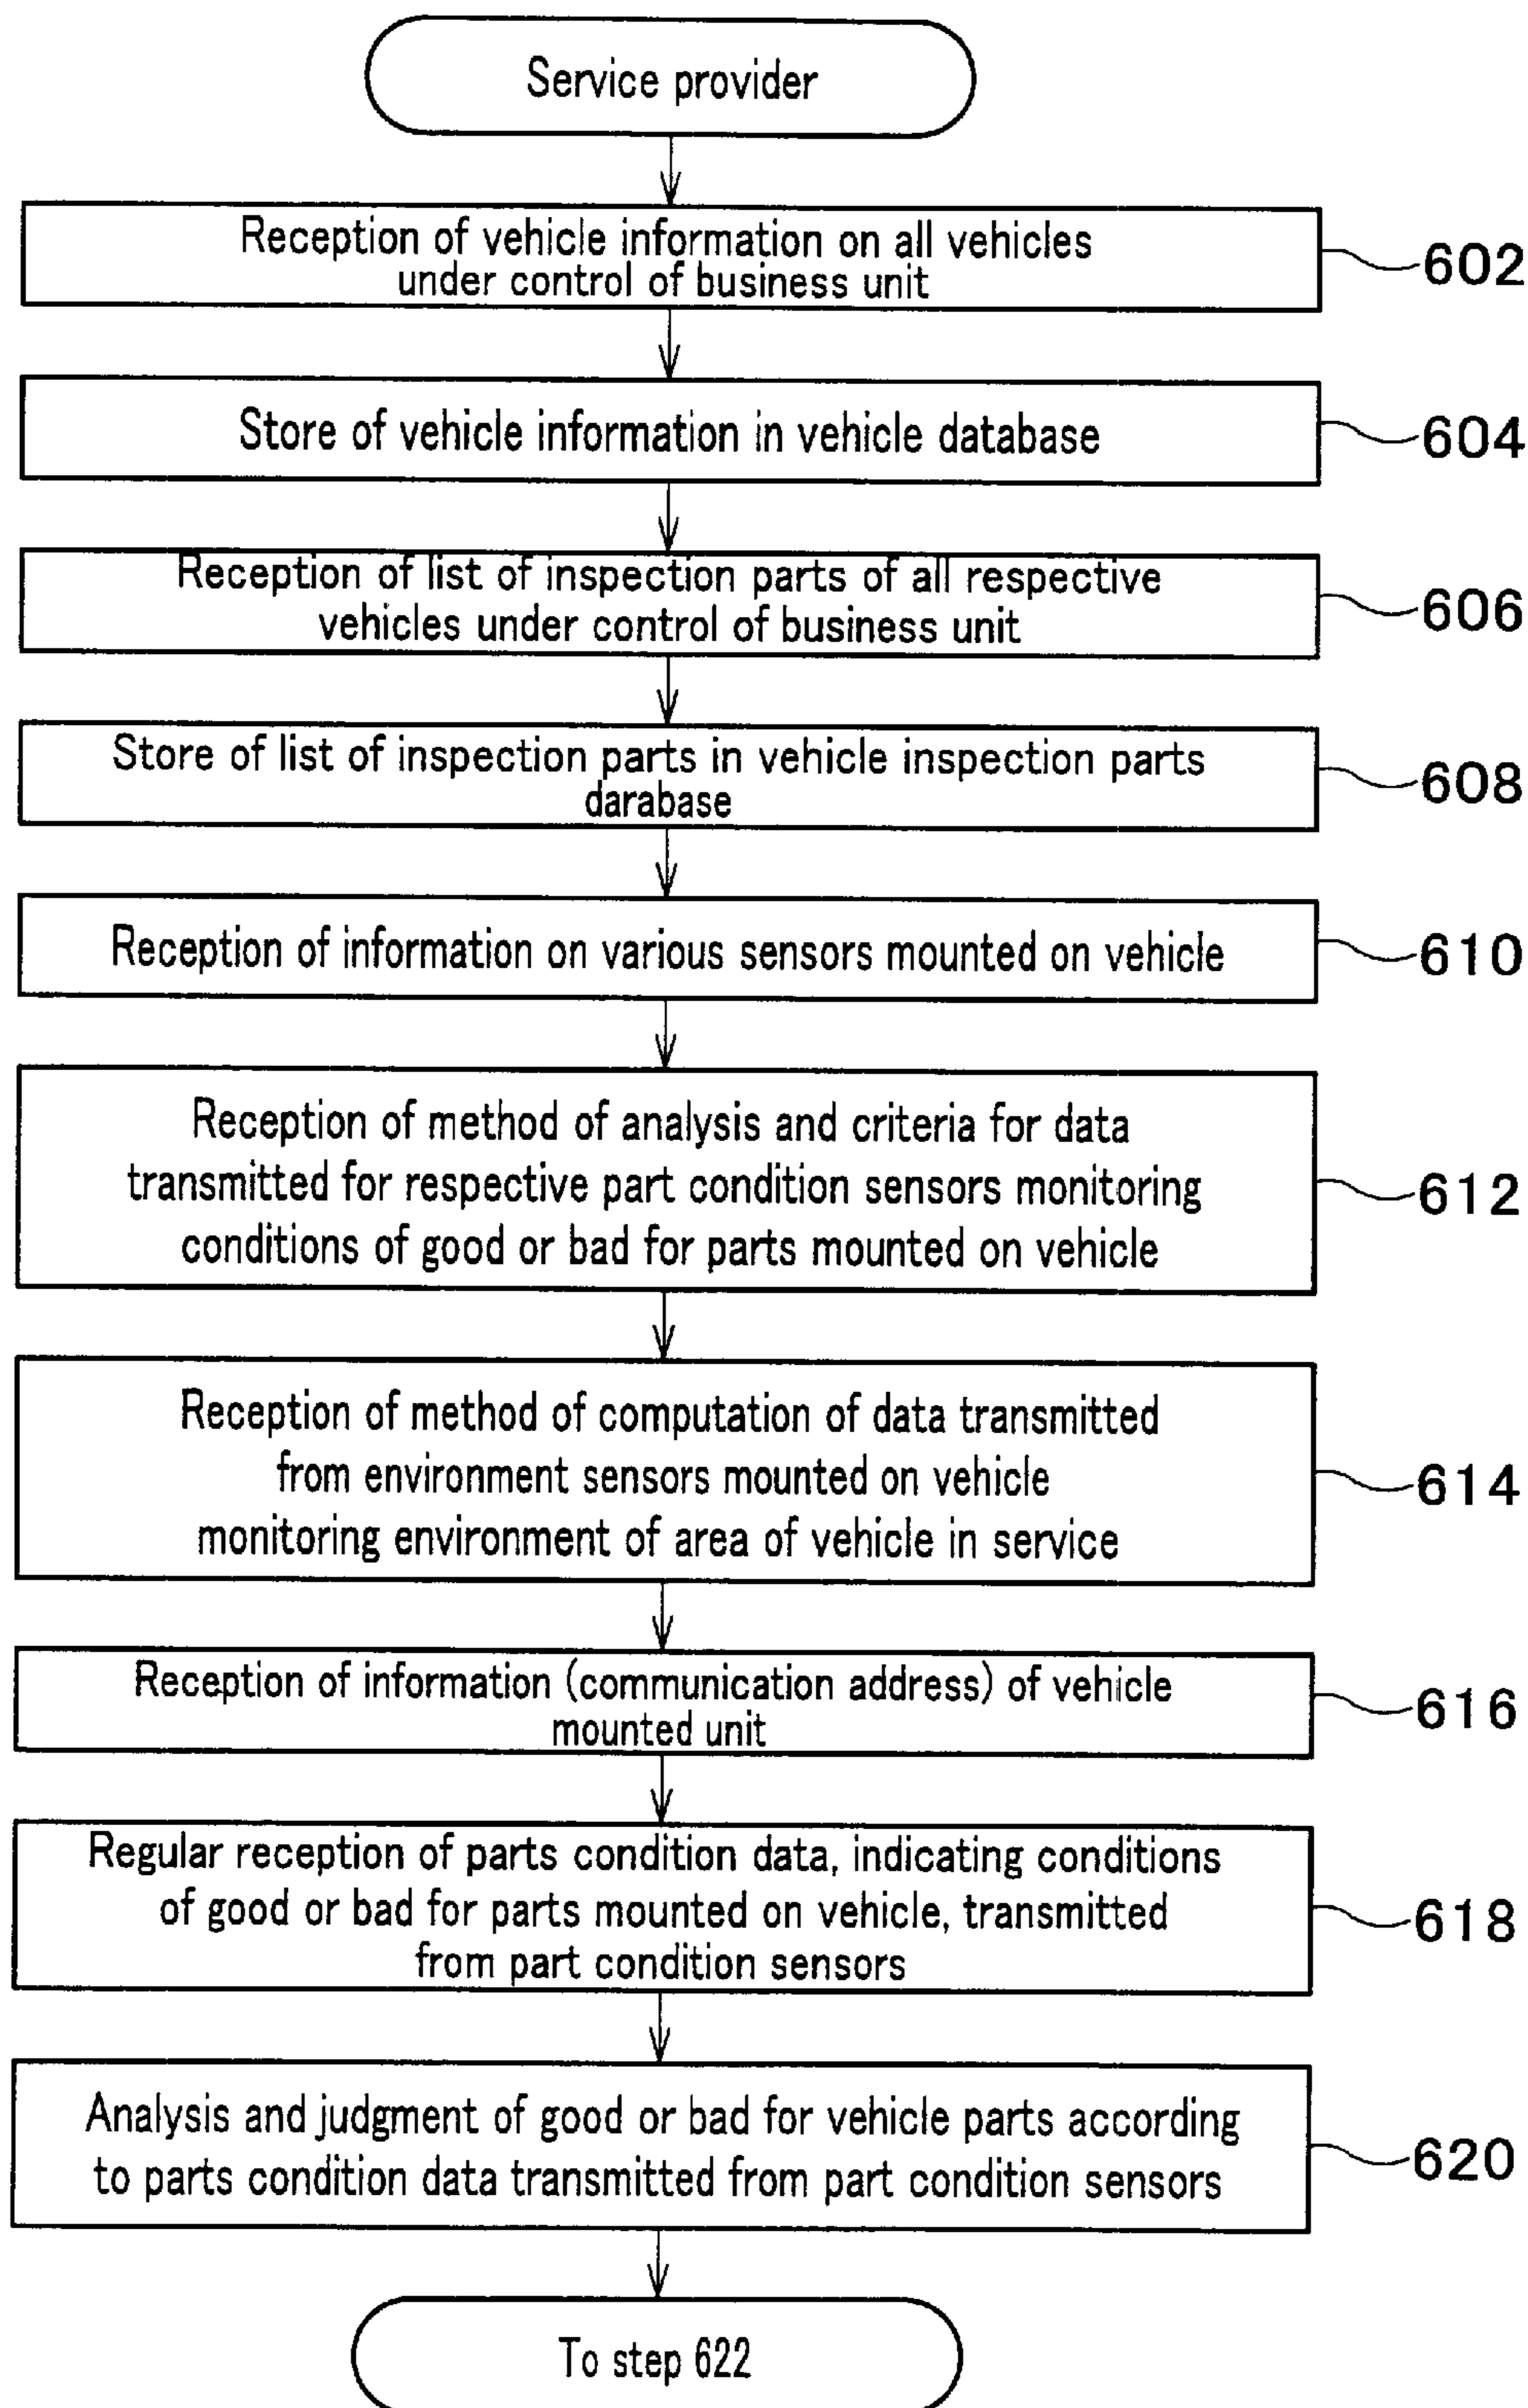 Service provider
Reception of vehicle information on all vehicles
under control of business unit
602
Store of vehicle information in vehicle database
604
Reception of list of inspection parts of all respective
vehicles under control of business unit
606
Store of list of inspection parts in vehicle inspection parts
darabase
608
Reception of information on various sensors mounted on vehicle
610
Reception of method of analysis and criteria for data
transmitted for respective part condition sensors monitoring
conditions of good or bad for parts mounted on vehicle
612
Reception of method of computation of data transmitted
from environment sensors mounted on vehicle
monitoring environment of area of vehicle in service
614
Reception of information (communication address) of vehicle
mounted unit
616
Regular reception of parts condition data, indicating conditions
of good or bad for parts mounted on vehicle, transmitted
from part condition sensors
618
Analysis and judgment of good or bad for vehicle parts according
to parts condition data transmitted from part condition sensors
620
To step 622